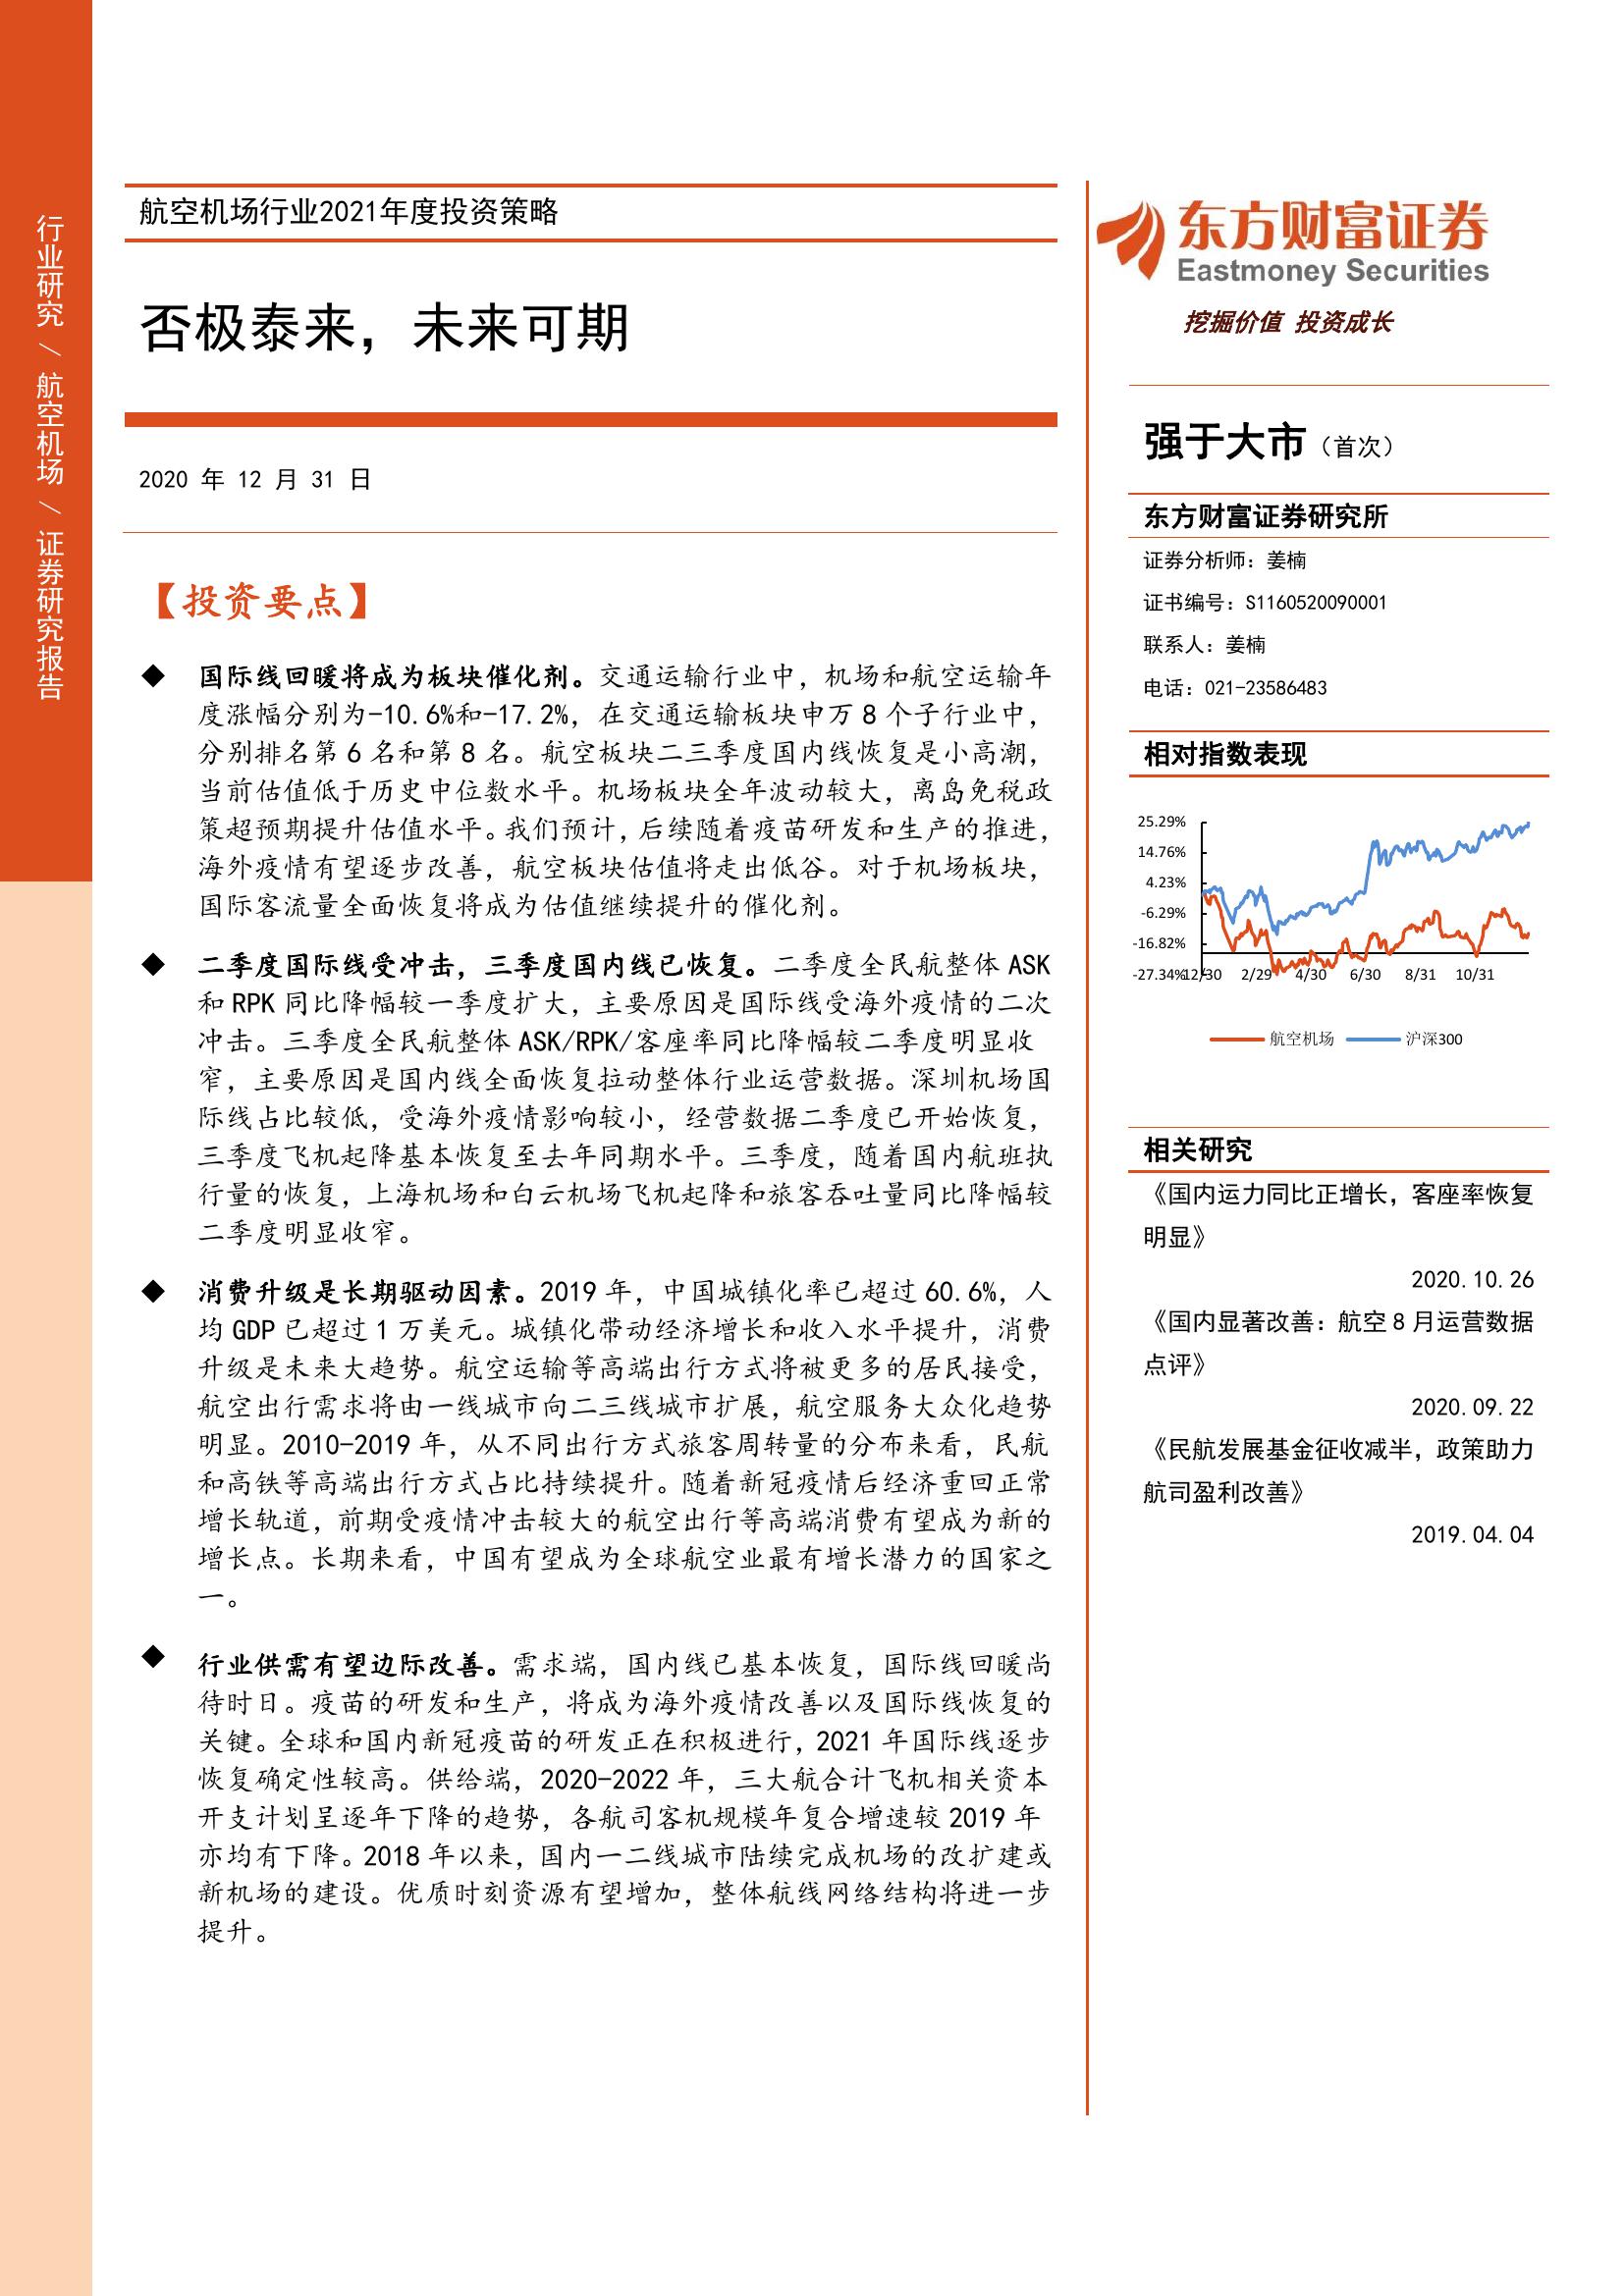 行业研究 / 航空机场 / 证券研究报告
航空机场行业2021年度投资策略
否极泰来，未来可期
2020 年 12 月 31 日
【投资要点】
◆ 国际线回暖将成为板块催化剂。交通运输行业中，机场和航空运输年
度涨幅分别为-10.6%和-17.2%，在交通运输板块申万 8 个子行业中，
分别排名第 6 名和第 8 名。航空板块二三季度国内线恢复是小高潮，
当前估值低于历史中位数水平。机场板块全年波动较大，离岛免税政
策超预期提升估值水平。我们预计，后续随着疫苗研发和生产的推进，
海外疫情有望逐步改善，航空板块估值将走出低谷。对于机场板块，
国际客流量全面恢复将成为估值继续提升的催化剂。
◆ 二季度国际线受冲击，三季度国内线已恢复。二季度全民航整体 ASK
和 RPK 同比降幅较一季度扩大，主要原因是国际线受海外疫情的二次
冲击。三季度全民航整体 ASK/RPK/客座率同比降幅较二季度明显收
窄，主要原因是国内线全面恢复拉动整体行业运营数据。深圳机场国
际线占比较低，受海外疫情影响较小，经营数据二季度已开始恢复，
三季度飞机起降基本恢复至去年同期水平。三季度，随着国内航班执
行量的恢复，上海机场和白云机场飞机起降和旅客吞吐量同比降幅较
二季度明显收窄。
◆ 消费升级是长期驱动因素。2019 年，中国城镇化率已超过 60.6%，人
均 GDP 已超过 1 万美元。城镇化带动经济增长和收入水平提升，消费
升级是未来大趋势。航空运输等高端出行方式将被更多的居民接受，
航空出行需求将由一线城市向二三线城市扩展，航空服务大众化趋势
明显。2010-2019 年，从不同出行方式旅客周转量的分布来看，民航
和高铁等高端出行方式占比持续提升。随着新冠疫情后经济重回正常
增长轨道，前期受疫情冲击较大的航空出行等高端消费有望成为新的
增长点。长期来看，中国有望成为全球航空业最有增长潜力的国家之
一。
◆ 行业供需有望边际改善。需求端，国内线已基本恢复，国际线回暖尚
待时日。疫苗的研发和生产，将成为海外疫情改善以及国际线恢复的
关键。全球和国内新冠疫苗的研发正在积极进行，2021 年国际线逐步
恢复确定性较高。供给端，2020-2022 年，三大航合计飞机相关资本
开支计划呈逐年下降的趋势，各航司客机规模年复合增速较 2019 年
亦均有下降。2018 年以来，国内一二线城市陆续完成机场的改扩建或
新机场的建设。优质时刻资源有望增加，整体航线网络结构将进一步
提升。
东方财富证券
Eastmoney Securities
挖掘价值 投资成长
强于大市（首次）
东方财富证券研究所
证券分析师：姜楠
证书编号：S1160520090001
联系人：姜楠
电话：021-23586483
相对指数表现
25.29%
14.76%
4.23%
-6.29%
-16.82%
-27.34%
12/30 2/29 4/30 6/30 8/31 10/31
航空机场 沪深300
相关研究
《国内运力同比正增长，客座率恢复
明显》
2020.10.26
《国内显著改善：航空 8 月运营数据
点评》
2020.09.22
《民航发展基金征收减半，政策助力
航司盈利改善》
2019.04.04